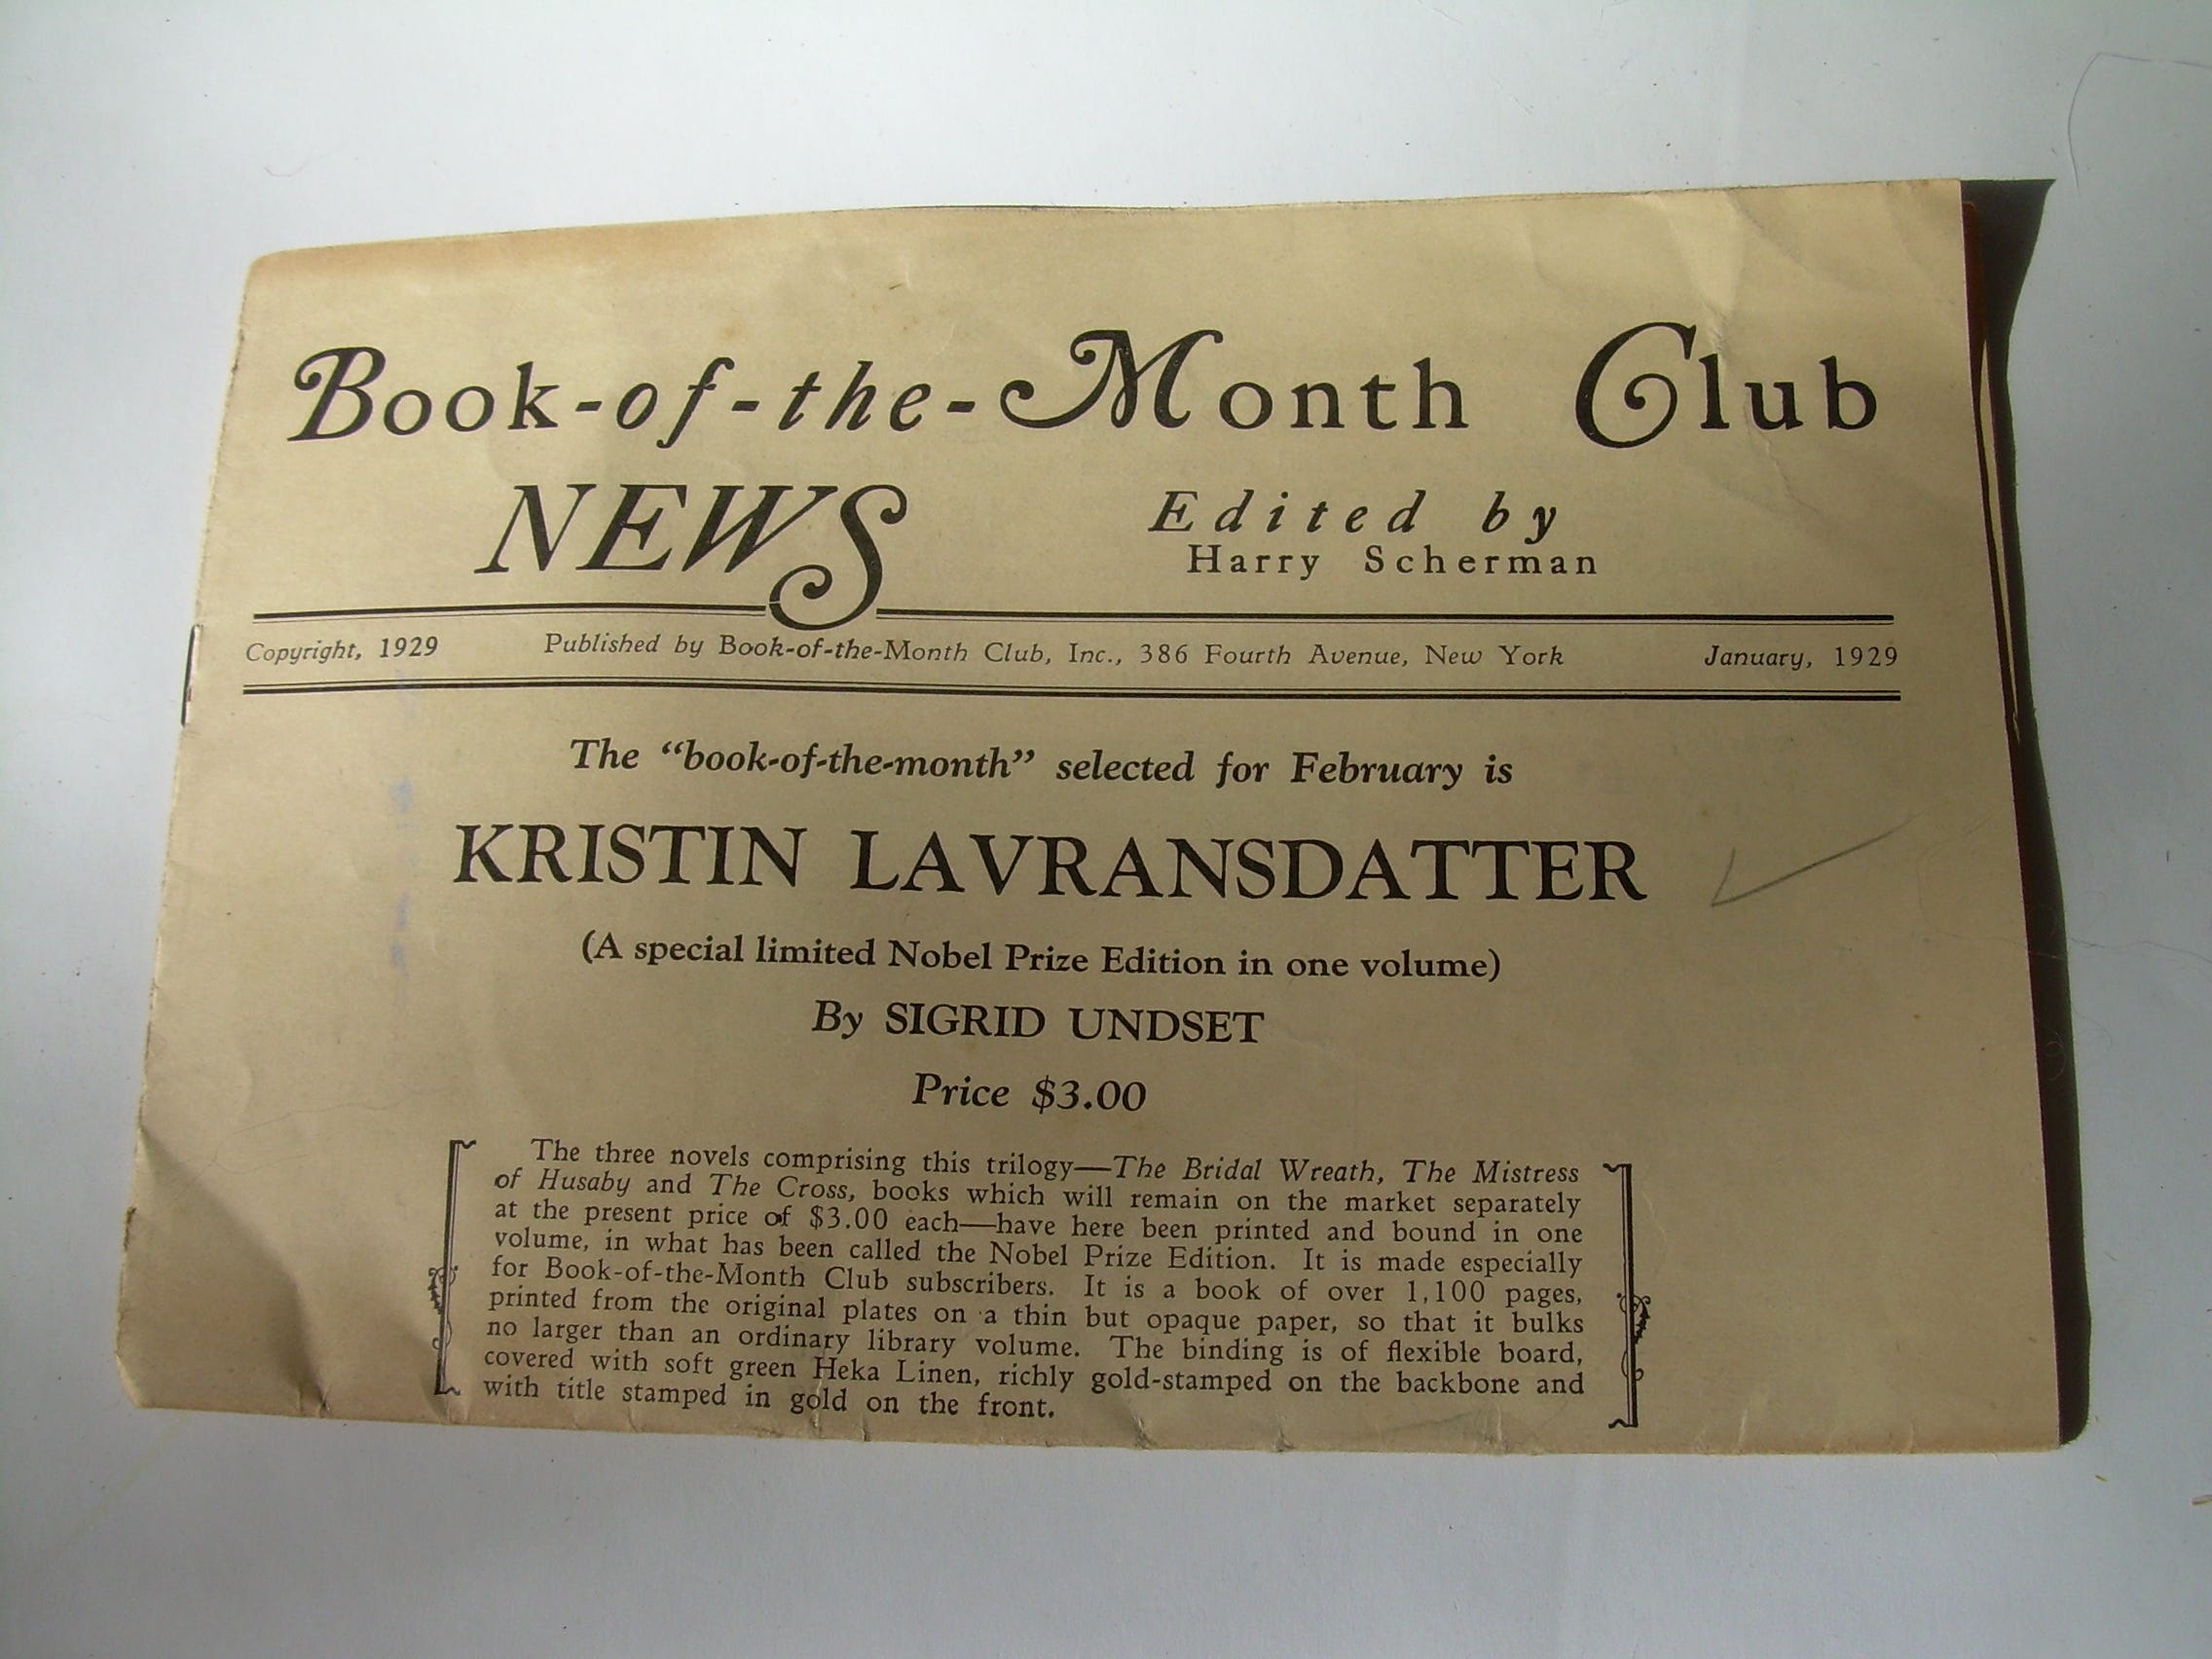 Book-of-the-Month Club
NEWS
Edited by
Harry Scherman
Copyright, 1929 Published by Book-of-the-Month Club, Inc., 386 Fourth Avenue, New York January, 1929
The “book-of-the-month” selected for February is
KRISTIN LAVRANSDATTER
(A special limited Nobel Prize Edition in one volume)
By SIGRID UNDSET
Price $3.00
The three novels comprising this trilogy—The Bridal Wreath, The Mistress
of Husaby and The Cross, books which will remain on the market separately
at the present price of $3.00 each—have here been printed and bound in one
volume, in what has been called the Nobel Prize Edition. It is made especially
for Book-of-the-Month Club subscribers. It is a book of over 1,100 pages,
printed from the original plates on a thin but opaque paper, so that it bulks
no larger than an ordinary library volume. The binding is of flexible board,
covered with soft green Heka Linen, richly gold-stamped on the backbone and
with title stamped in gold on the front.